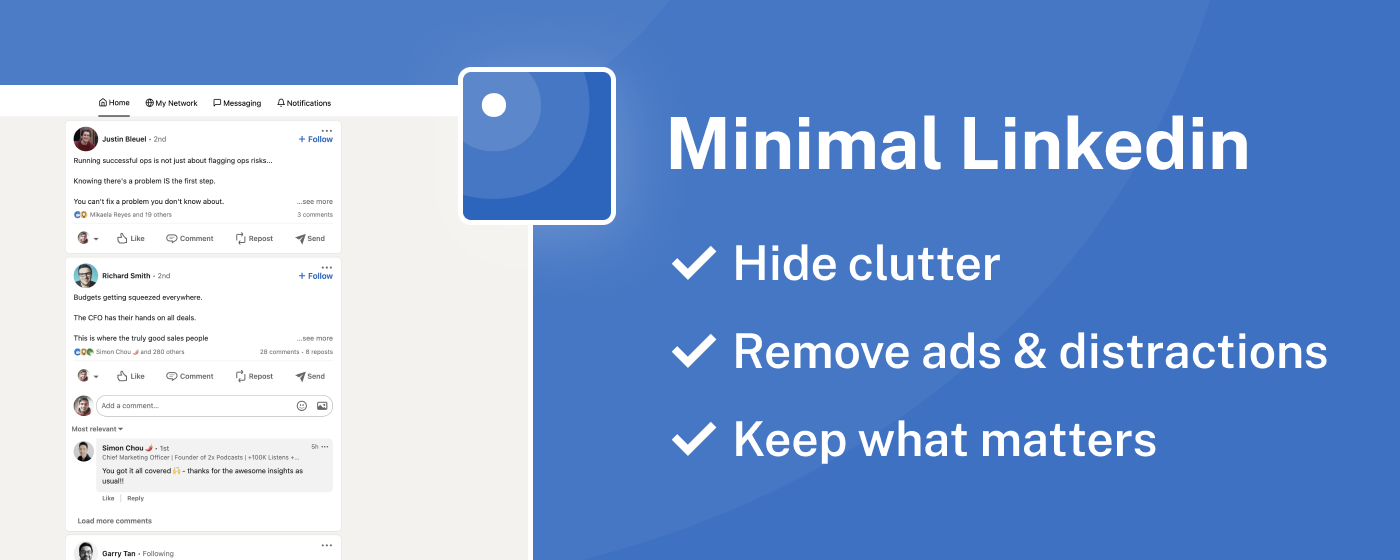 Home My Network Messaging Notifications
Justin Bleuel • 2nd
+ Follow
Running successful ops is not just about flagging ops risks...
Knowing there's a problem IS the first step.
You can't fix a problem you don't know about. ...see more
Mikaela Reyes and 19 others 3 comments
Like Comment Repost Send
Richard Smith • 2nd
+ Follow
Budgets getting squeezed everywhere.
The CFO has their hands on all deals.
This is where the truly good sales people ...see more
Simon Chou 🌶️ and 280 others 28 comments • 8 reposts
Like Comment Repost Send
Add a comment...
Most relevant
Simon Chou 🌶️ • 1st 5h
Chief Marketing Officer | Founder of 2x Podcasts | +100K Listens +...
You got it all covered 🙌 - thanks for the awesome insights as
usual!!
Like | Reply
Load more comments
Garry Tan • Following
Minimal Linkedin
Hide clutter
Remove ads & distractions
Keep what matters